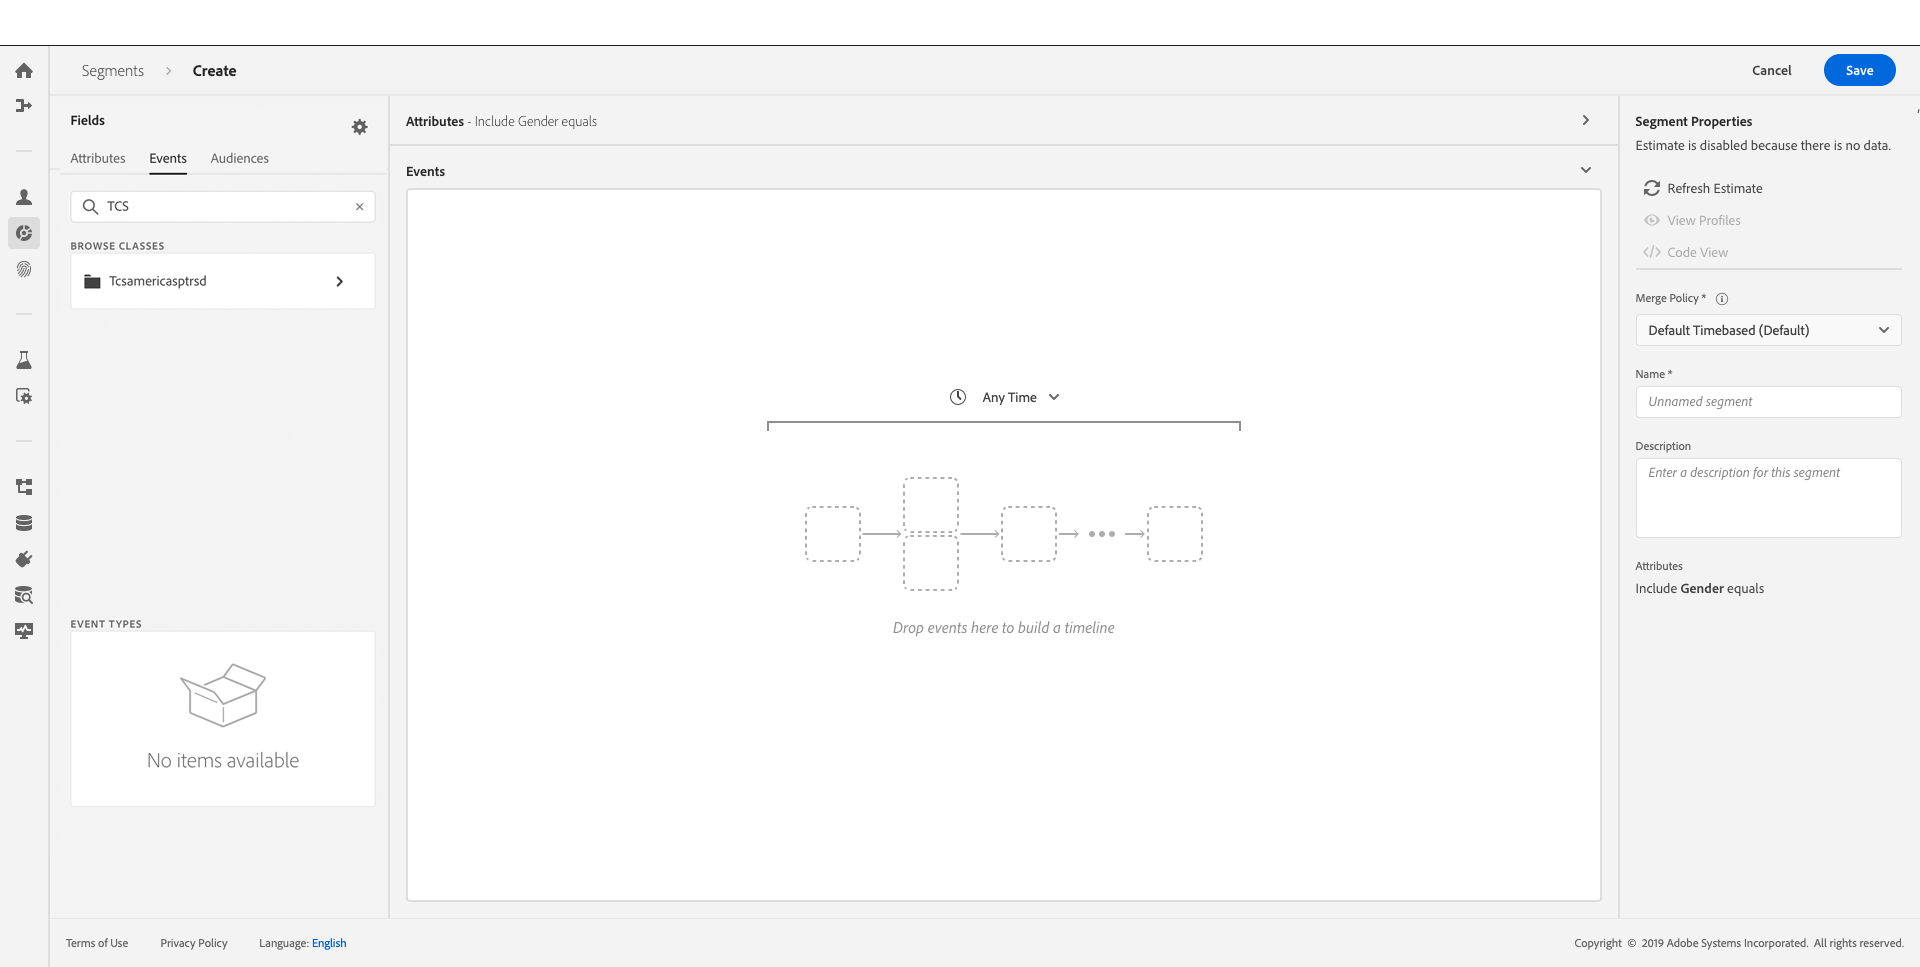 Segments > Create
Cancel
Save
Fields
Attributes
Events
Audiences
TCS
BROWSE CLASSES
Tcsamericasptrsd
EVENT TYPES
No items available
Attributes - Include Gender equals
Events
Any Time
Drop events here to build a timeline
Segment Properties
Estimate is disabled because there is no data.
Refresh Estimate
View Profiles
</> Code View
Merge Policy *
Default Timebased (Default)
Name *
Unnamed segment
Description
Enter a description for this segment
Attributes
Include Gender equals
Terms of Use
Privacy Policy
Language: English
Copyright © 2019 Adobe Systems Incorporated. All rights reserved.